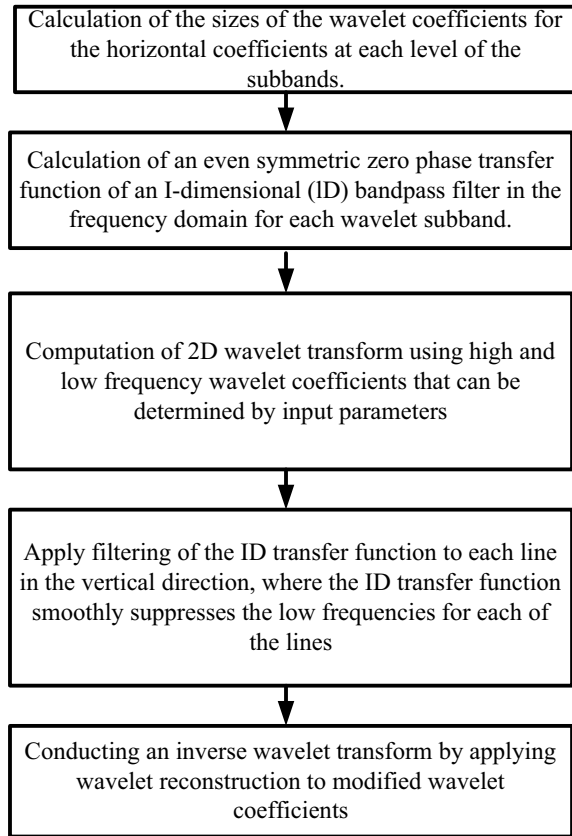 Calculation of the sizes of the wavelet coefficients for
the horizontal coefficients at each level of the
subbands.
Calculation of an even symmetric zero phase transfer
function of an I-dimensional (lD) bandpass filter in the
frequency domain for each wavelet subband.
Computation of 2D wavelet transform using high and
low frequency wavelet coefficients that can be
determined by input parameters
Apply filtering of the ID transfer function to each line
in the vertical direction, where the ID transfer function
smoothly suppresses the low frequencies for each of
the lines
Conducting an inverse wavelet transform by applying
wavelet reconstruction to modified wavelet
coefficients